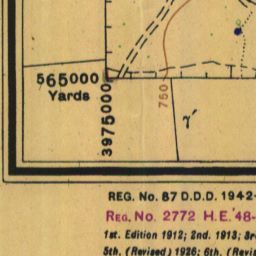 565000
Yards
3975000
750
γ'
REG. No. 87 D.D.D. 1942-
REG. No. 2772 H.E.'48-
1st. Edition 1912; 2nd. 1913; 3r
5th. (Revised) 1926; 6th. (Revis